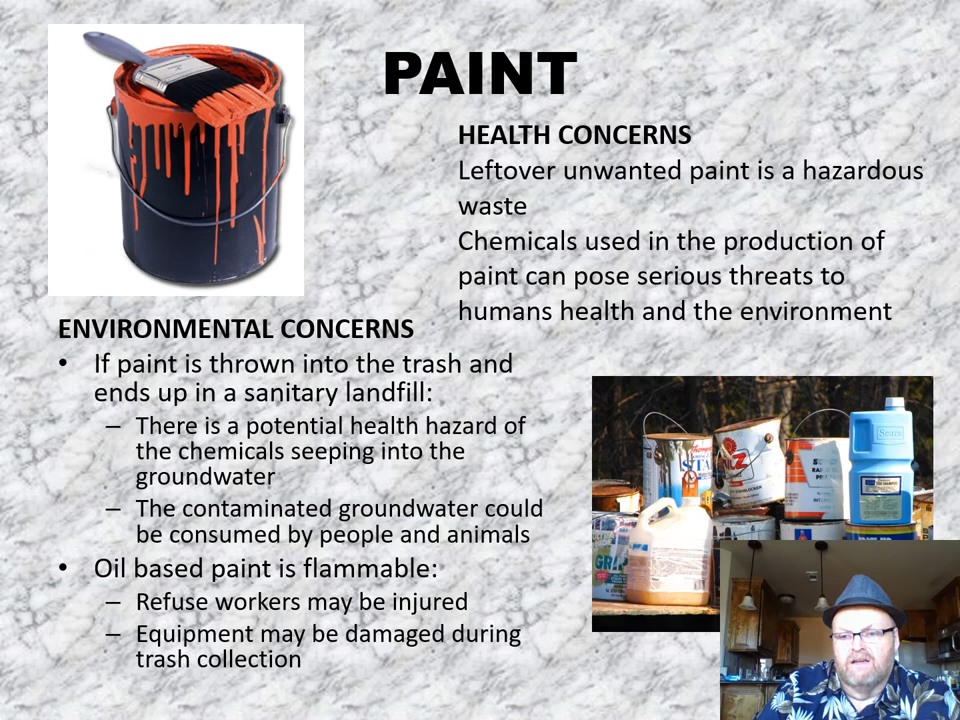 PAINT
HEALTH CONCERNS
Leftover unwanted paint is a hazardous
waste
Chemicals used in the production of
paint can pose serious threats to
humans health and the environment
ENVIRONMENTAL CONCERNS
• If paint is thrown into the trash and
ends up in a sanitary landfill:
– There is a potential health hazard of
the chemicals seeping into the
groundwater
– The contaminated groundwater could
be consumed by people and animals
• Oil based paint is flammable:
– Refuse workers may be injured
– Equipment may be damaged during
trash collection
Sears